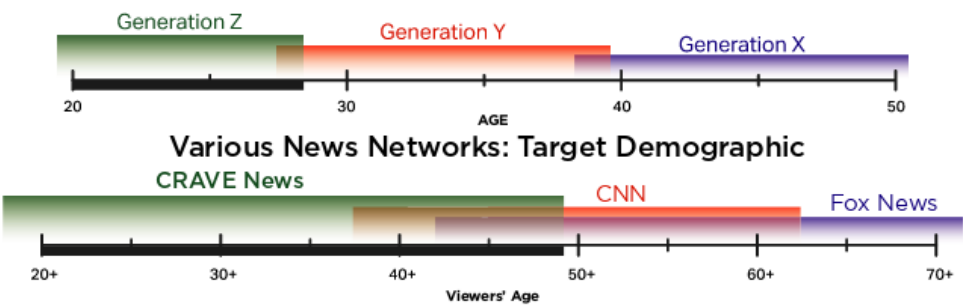 Generation Z
Generation Y
Generation X
20 30 40 50
AGE
Various News Networks: Target Demographic
CRAVE News
CNN
Fox News
20+ 30+ 40+ 50+ 60+ 70+
Viewers' Age